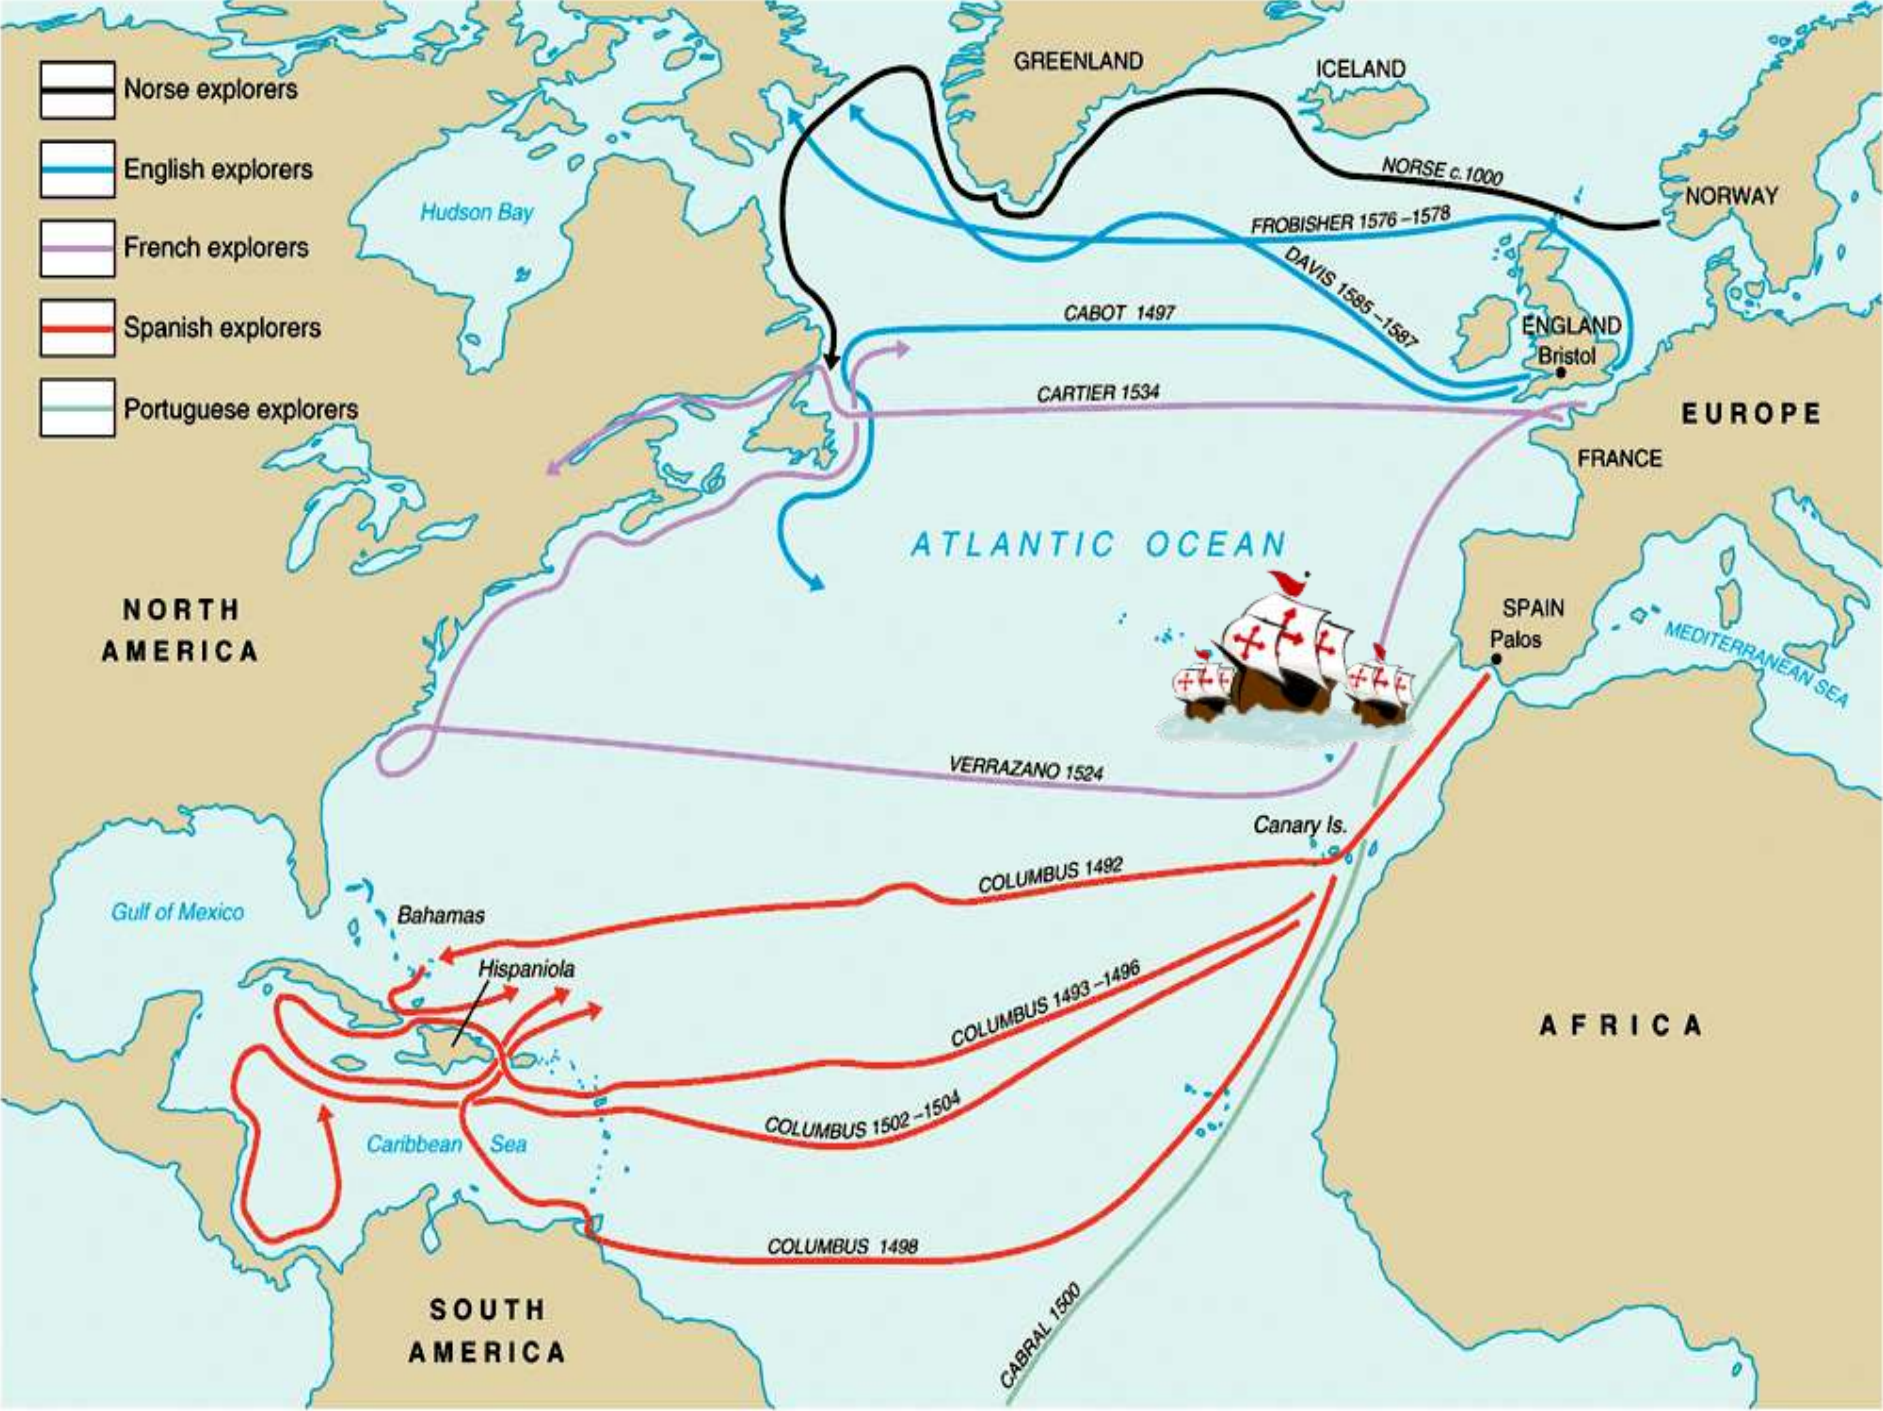 Norse explorers
English explorers
French explorers
Spanish explorers
Portuguese explorers
GREENLAND
ICELAND
NORWAY
NORSE c.1000
Hudson Bay
FROBISHER 1576–1578
DAVIS 1585–1587
CABOT 1497
ENGLAND
Bristol
CARTIER 1534
EUROPE
FRANCE
ATLANTIC OCEAN
NORTH
AMERICA
SPAIN
Palos
MEDITERRANEAN SEA
VERRAZANO 1524
Canary Is.
COLUMBUS 1492
Gulf of Mexico
Bahamas
Hispaniola
COLUMBUS 1493–1496
AFRICA
COLUMBUS 1502–1504
Caribbean Sea
COLUMBUS 1498
CABRAL 1500
SOUTH
AMERICA